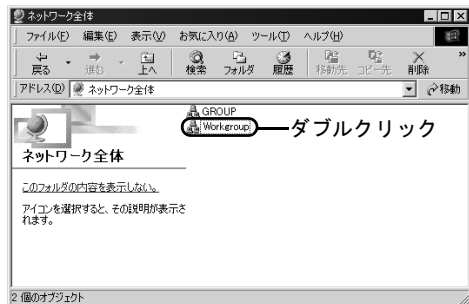 ネットワーク全体
ファイル(F) 編集(E) 表示(V) お気に入り(A) ツール(T) ヘルプ(H)
戻る 進む 上へ 検索 フォルダ 履歴 移動先 コピー先 削除 »
アドレス(D) ネットワーク全体 移動
GROUP
Workgroup ダブルクリック
ネットワーク全体
このフォルダの内容を表示しない。
アイコンを選択すると、その説明が表示さ
れます。
2 個のオブジェクト